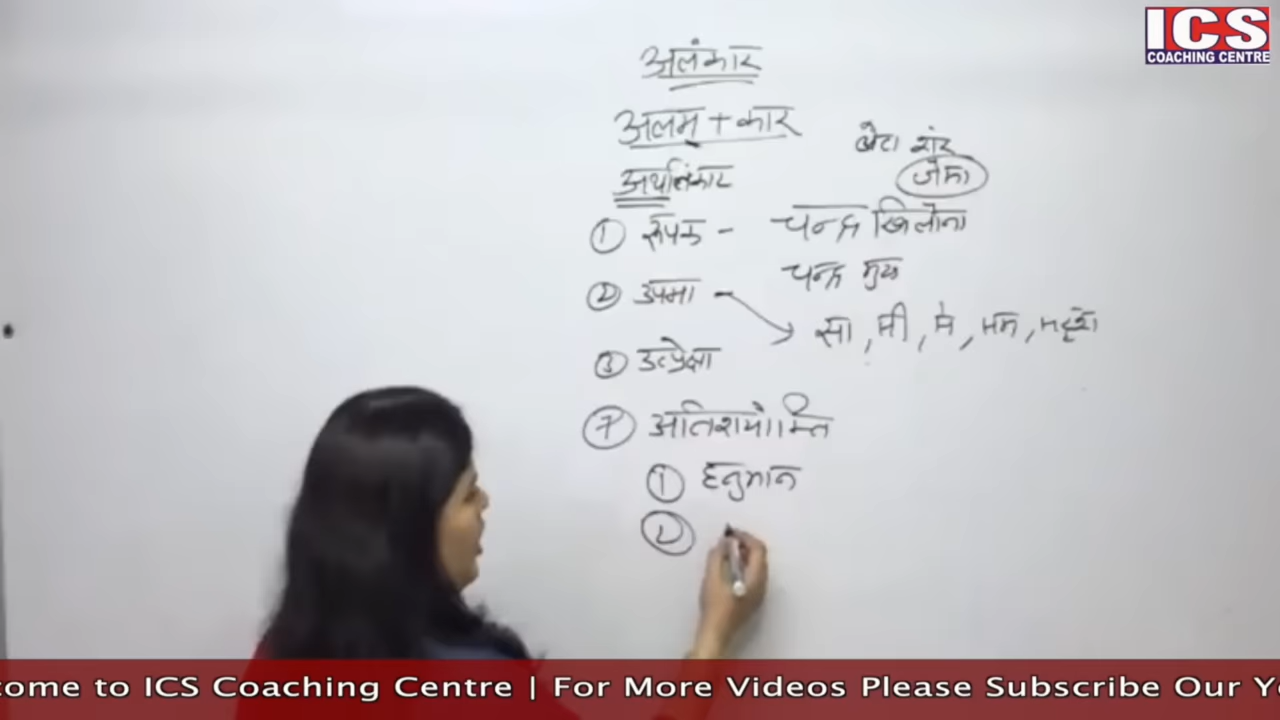 ICS
COACHING CENTRE
अलंकार
अलम् + कार
बेटा शेर
जैसा
अर्थालंकार
① रूपक - चन्द्र खिलौना
चन्द्र मुख
② उपमा - सा, सी, से, सम, सदृश
③ उत्प्रेक्षा
⑦ अतिशयोक्ति
① हनुमान
②
come to ICS Coaching Centre | For More Videos Please Subscribe Our Y